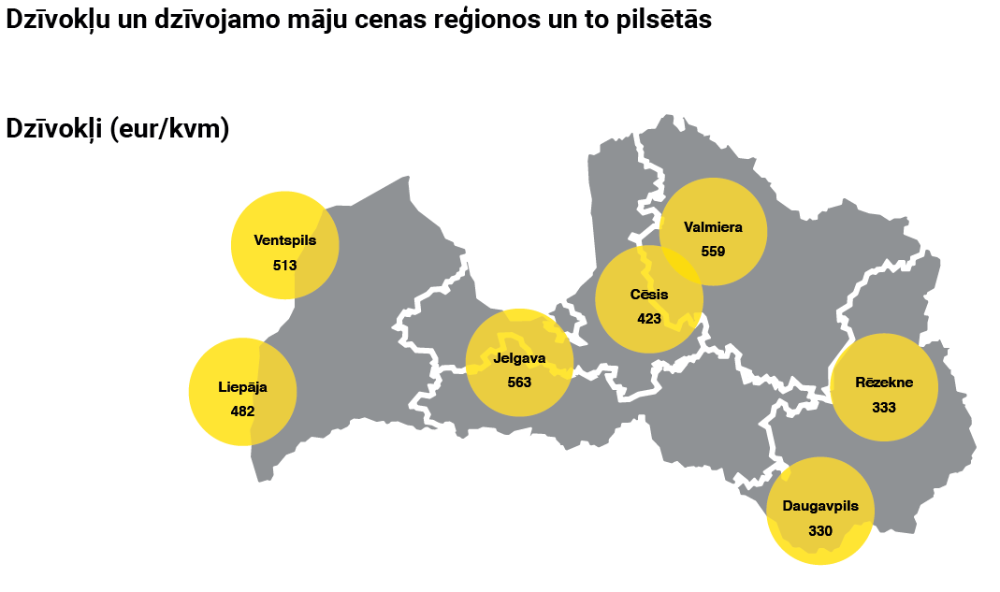 Dzīvokļu un dzīvojamo māju cenas reģionos un to pilsētās
Dzīvokļi (eur/kvm)
Valmiera
559
Ventspils
513
Cēsis
423
Jelgava
563
Liepāja
482
Rēzekne
333
Daugavpils
330